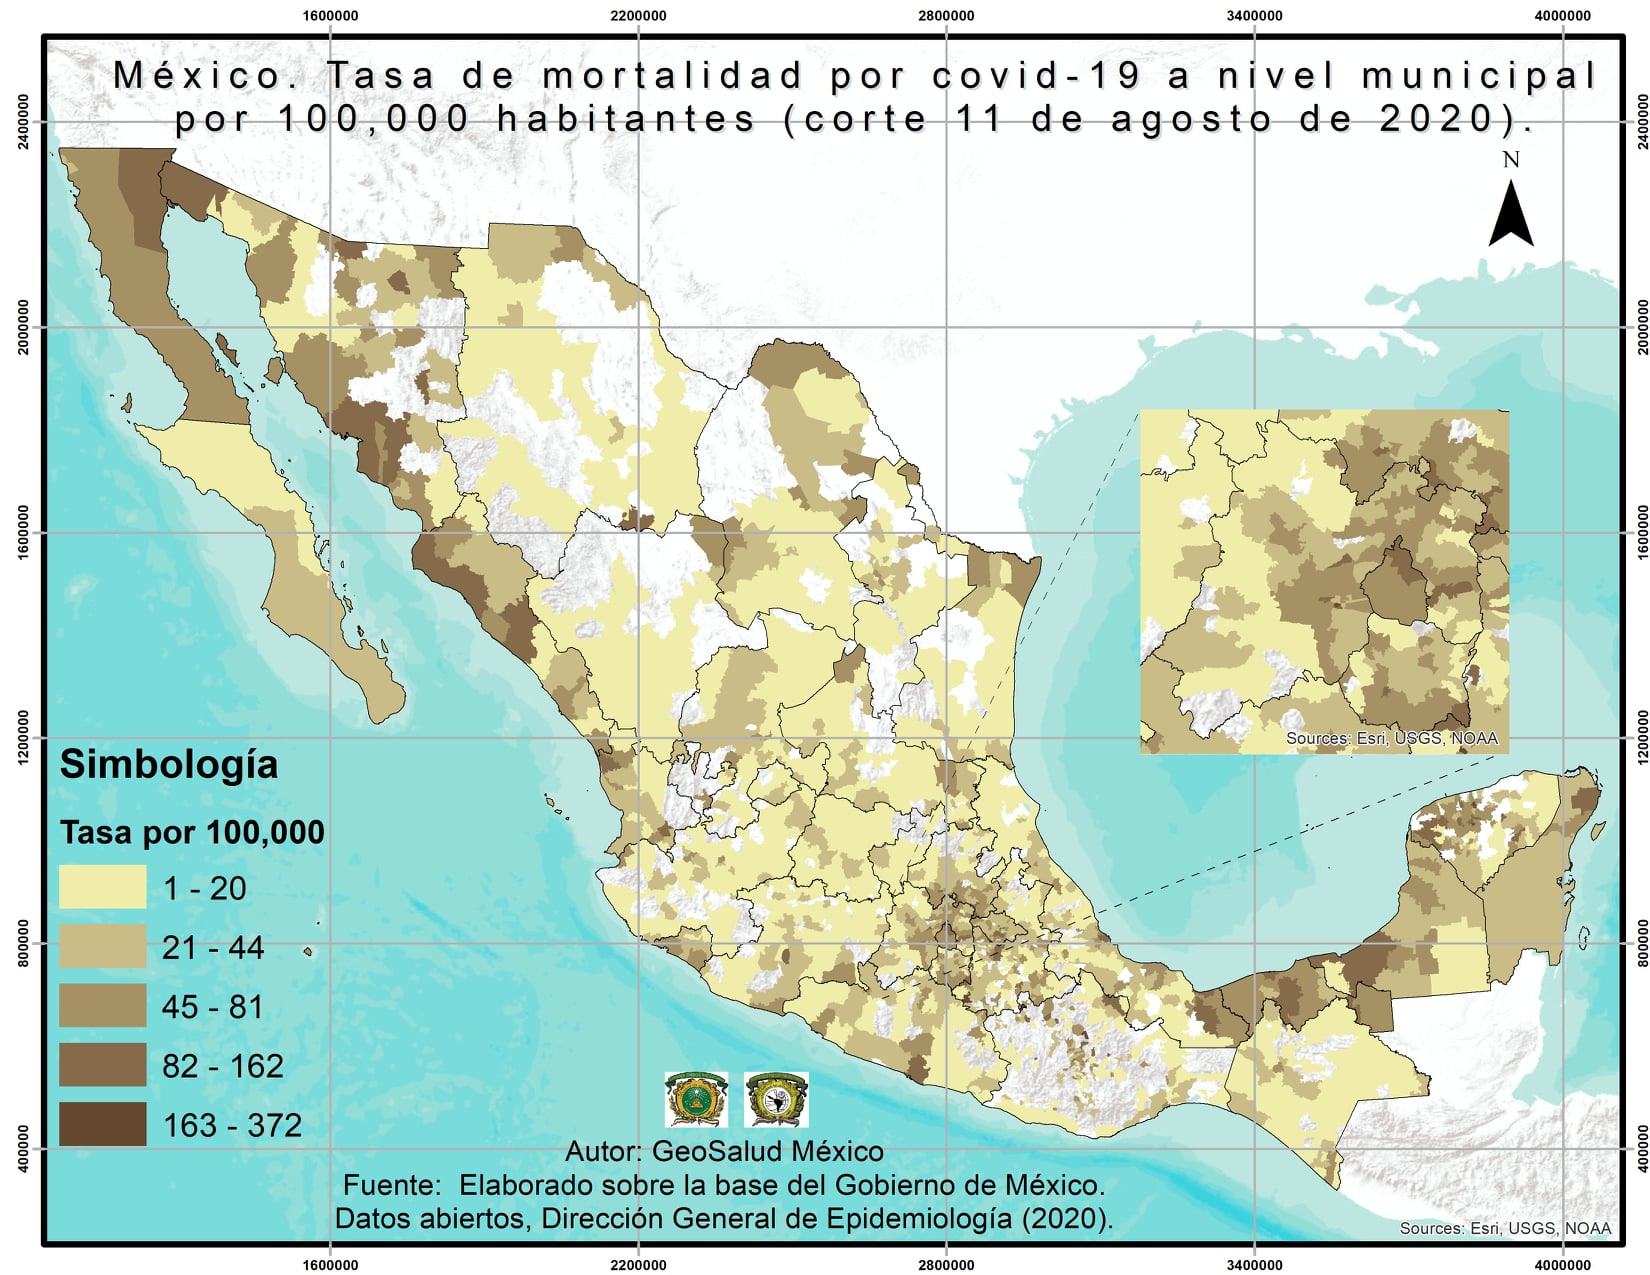 1600000 2200000 2800000 3400000 4000000
México. Tasa de mortalidad por covid-19 a nivel municipal
por 100,000 habitantes (corte 11 de agosto de 2020).
N
2400000
2400000
2000000
2000000
1600000
1600000
Sources: Esri, USGS, NOAA
1200000
1200000
Simbología
Tasa por 100,000
1 - 20
21 - 44
45 - 81
82 - 162
163 - 372
800000
800000
400000
400000
Autor: GeoSalud México
Fuente: Elaborado sobre la base del Gobierno de México.
Datos abiertos, Dirección General de Epidemiología (2020).
Sources: Esri, USGS, NOAA
1600000 2200000 2800000 3400000 4000000